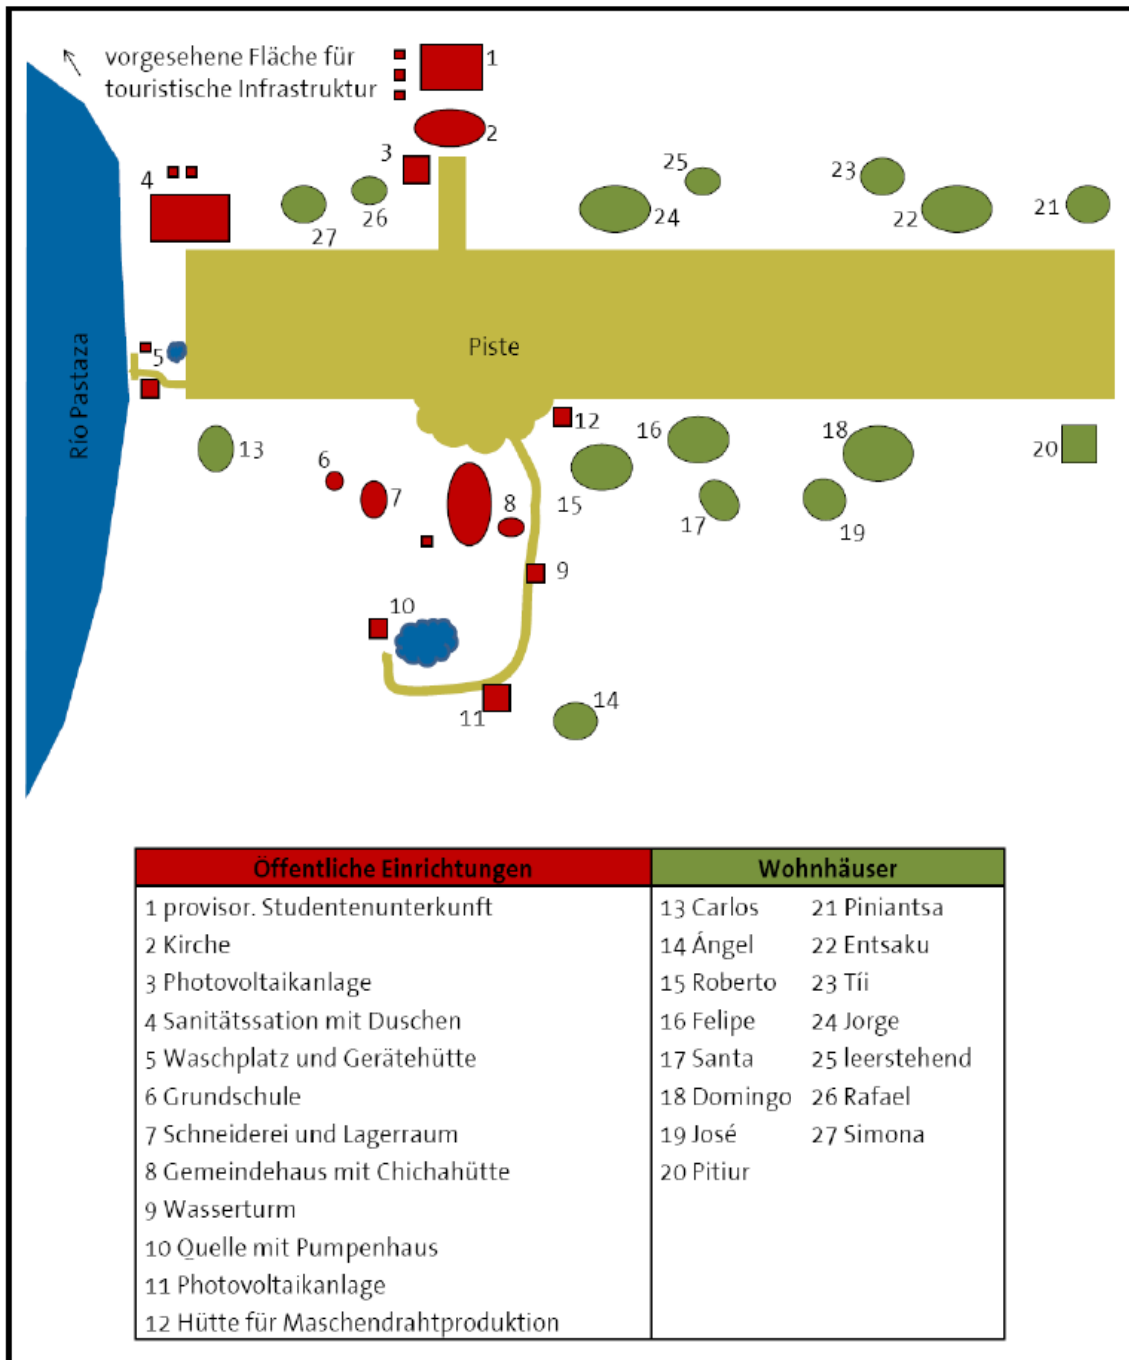 vorgesehene Fläche für
touristische Infrastruktur
1
2
3
4
25
23
26
27
24
22
21
Río Pastaza
5
Piste
12
13
6
7
8
16
15
17
18
19
20
9
10
11
14
Öffentliche Einrichtungen
1 provisor. Studentenunterkunft
2 Kirche
3 Photovoltaikanlage
4 Sanitätssation mit Duschen
5 Waschplatz und Gerätehütte
6 Grundschule
7 Schneiderei und Lagerraum
8 Gemeindehaus mit Chichahütte
9 Wasserturm
10 Quelle mit Pumpenhaus
11 Photovoltaikanlage
12 Hütte für Maschendrahtproduktion
Wohnhäuser
13 Carlos
14 Ángel
15 Roberto
16 Felipe
17 Santa
18 Domingo
19 José
20 Pitiur
21 Piniantsa
22 Entsaku
23 Tíi
24 Jorge
25 leerstehend
26 Rafael
27 Simona